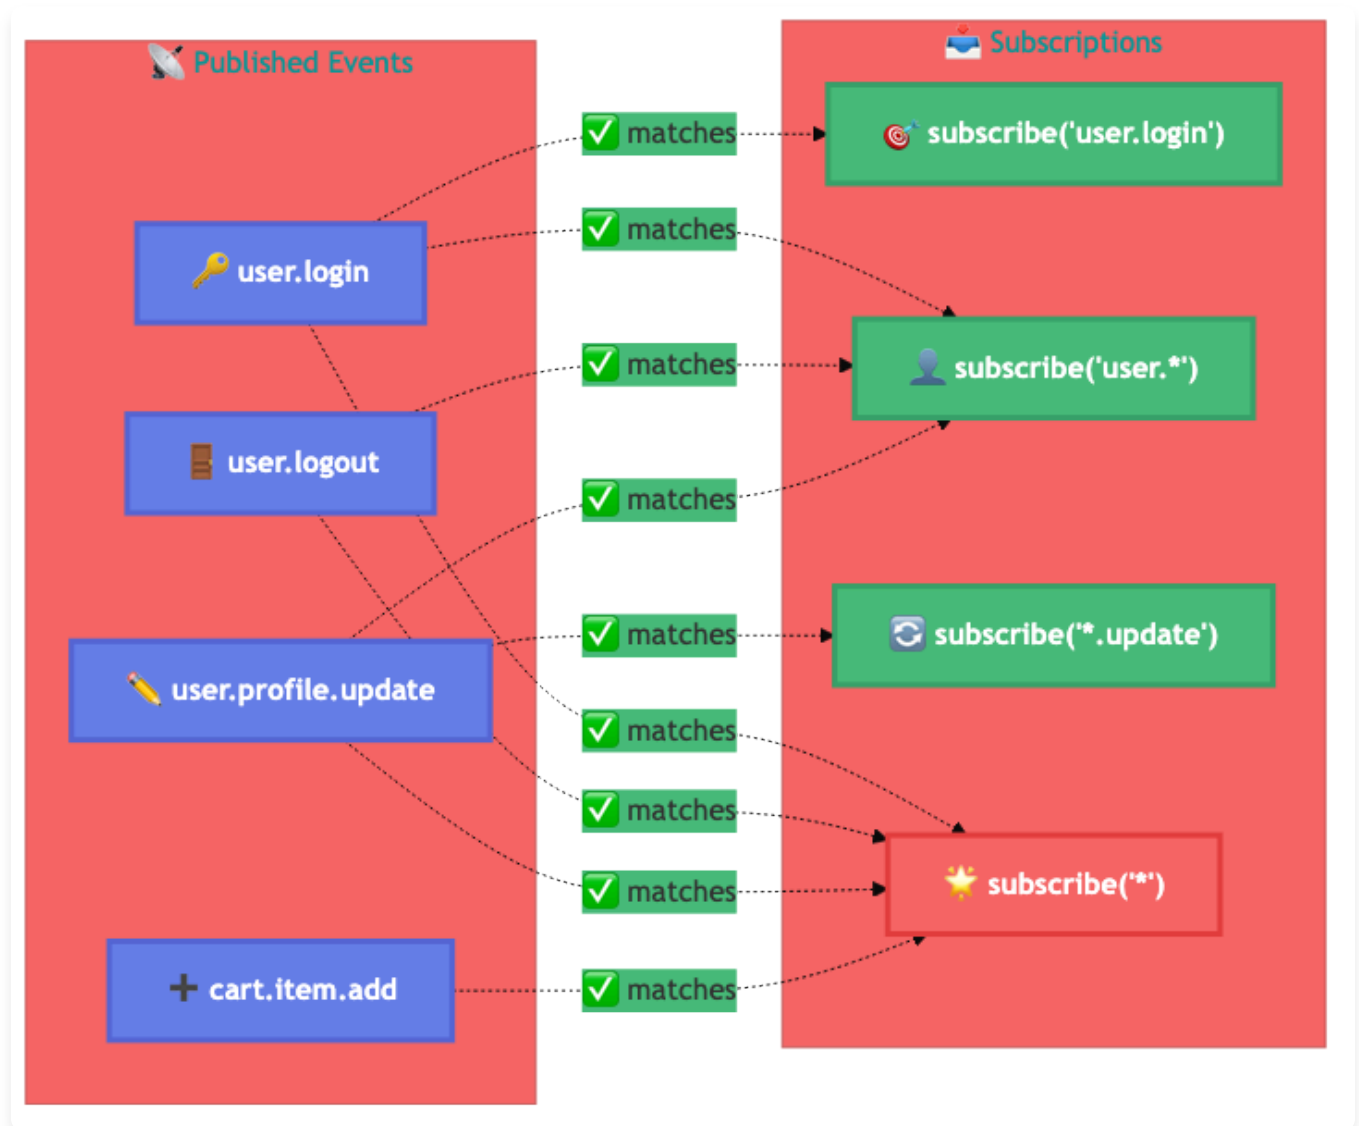 📡 Published Events
🔑 user.login
🚪 user.logout
✏️ user.profile.update
➕ cart.item.add
✅ matches
✅ matches
✅ matches
✅ matches
✅ matches
✅ matches
✅ matches
✅ matches
✅ matches
📥 Subscriptions
🎯 subscribe('user.login')
👤 subscribe('user.*')
🔄 subscribe('*.update')
🌟 subscribe('*')